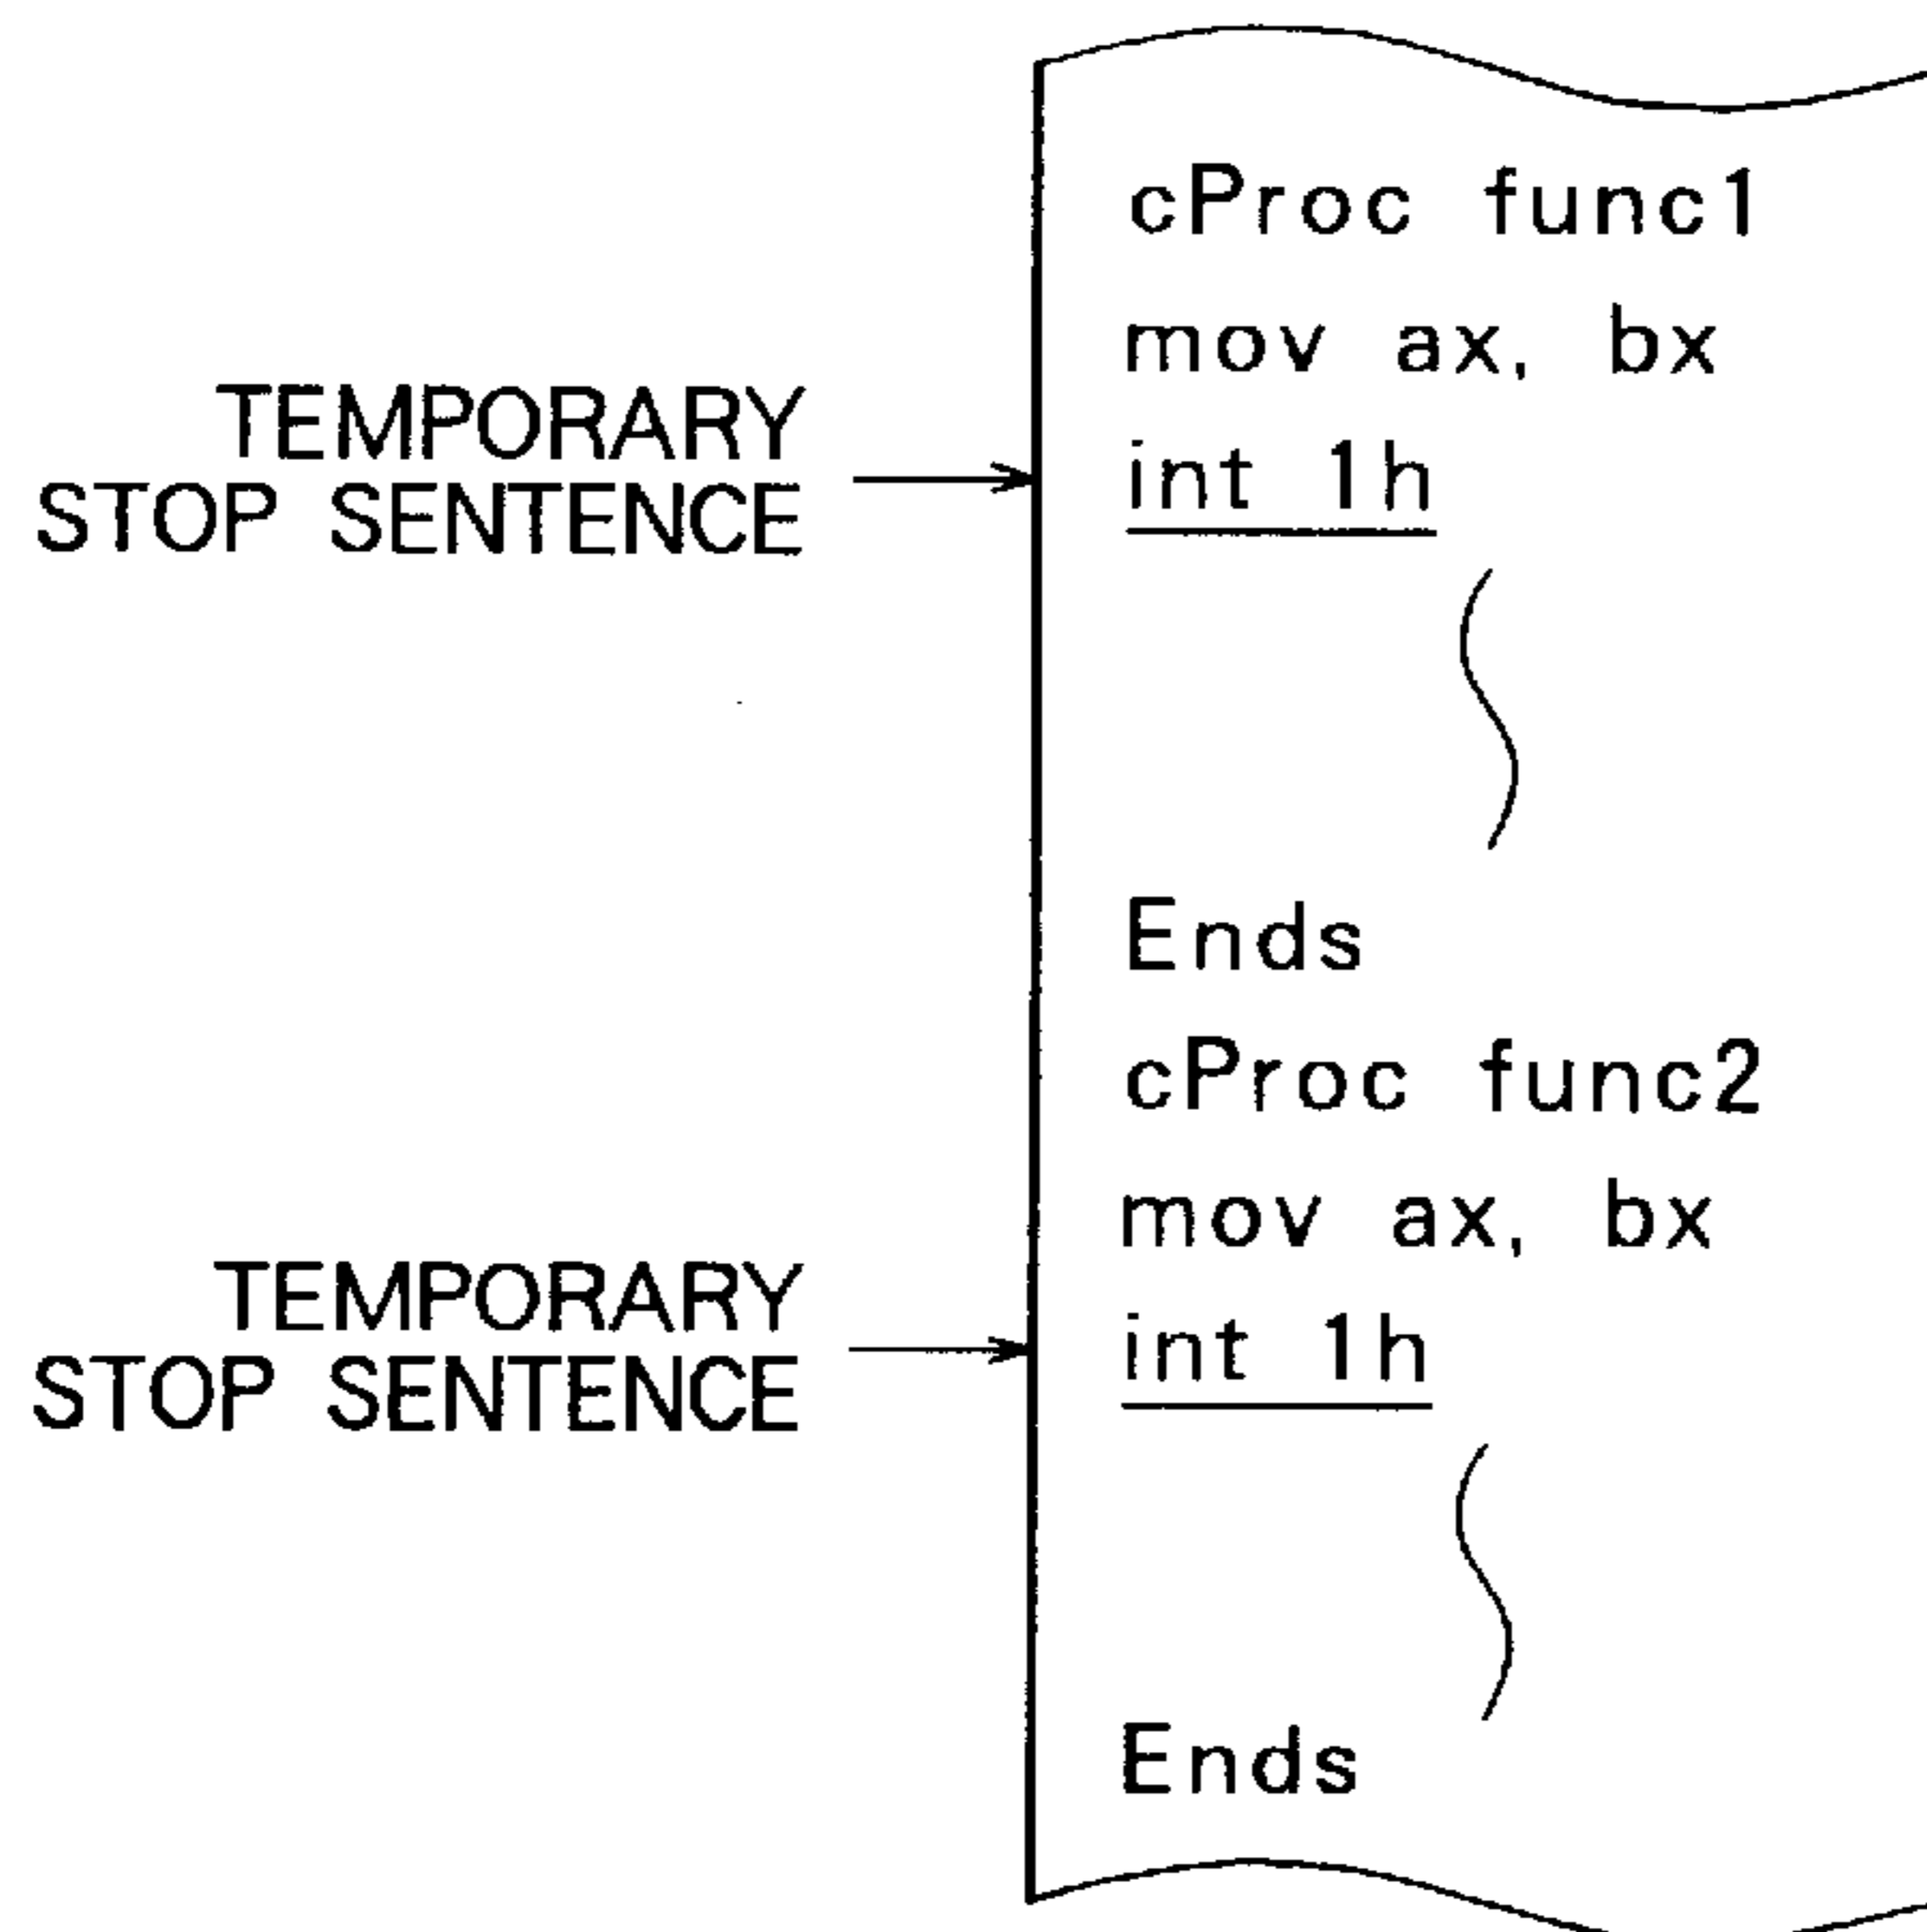 cProc func1
mov ax, bx
TEMPORARY
STOP SENTENCE
int 1h
Ends
cProc func2
mov ax, bx
TEMPORARY
STOP SENTENCE
int 1h
Ends